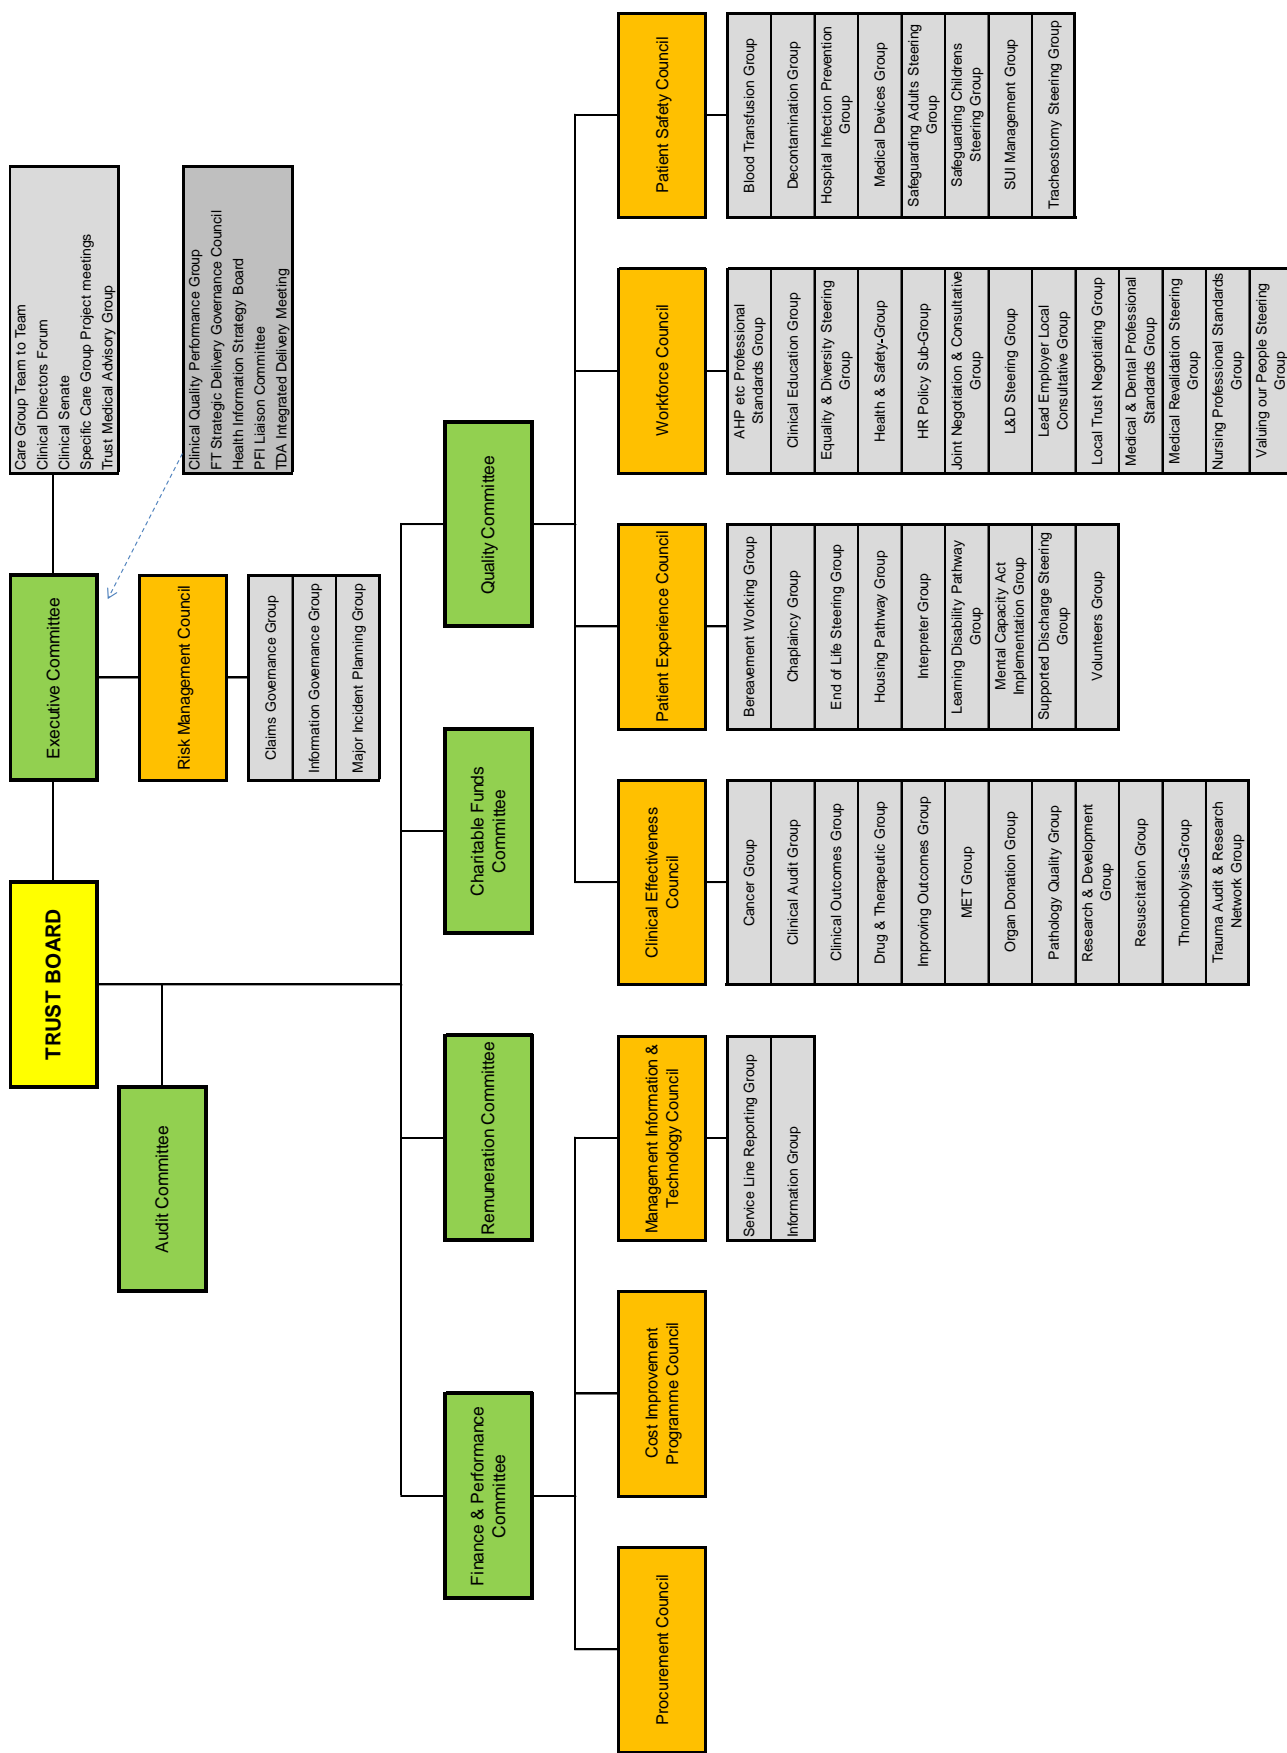 TRUST BOARD
Audit Committee
Executive Committee
Care Group Team to Team
Clinical Directors Forum
Clinical Senate
Specific Care Group Project meetings
Trust Medical Advisory Group
Clinical Quality Performance Group
FT Strategic Delivery Governance Council
Health Information Strategy Board
PFI Liaison Committee
TDA Integrated Delivery Meeting
Risk Management Council
Claims Governance Group
Information Governance Group
Major Incident Planning Group
Finance & Performance
Committee
Remuneration Committee
Charitable Funds
Committee
Quality Committee
Procurement Council
Cost Improvement
Programme Council
Management Information &
Technology Council
Service Line Reporting Group
Information Group
Clinical Effectiveness
Council
Cancer Group
Clinical Audit Group
Clinical Outcomes Group
Drug & Therapeutic Group
Improving Outcomes Group
MET Group
Organ Donation Group
Pathology Quality Group
Research & Development
Group
Resuscitation Group
Thrombolysis-Group
Trauma Audit & Research
Network Group
Patient Experience Council
Bereavement Working Group
Chaplaincy Group
End of Life Steering Group
Housing Pathway Group
Interpreter Group
Learning Disability Pathway
Group
Mental Capacity Act
Implementation Group
Supported Discharge Steering
Group
Volunteers Group
Workforce Council
AHP etc Professional
Standards Group
Clinical Education Group
Equality & Diversity Steering
Group
Health & Safety-Group
HR Policy Sub-Group
Joint Negotiation & Consultative
Group
L&D Steering Group
Lead Employer Local
Consultative Group
Local Trust Negotiating Group
Medical & Dental Professional
Standards Group
Medical Revalidation Steering
Group
Nursing Professional Standards
Group
Valuing our People Steering
Group
Patient Safety Council
Blood Transfusion Group
Decontamination Group
Hospital Infection Prevention
Group
Medical Devices Group
Safeguarding Adults Steering
Group
Safeguarding Childrens
Steering Group
SUI Management Group
Tracheostomy Steering Group